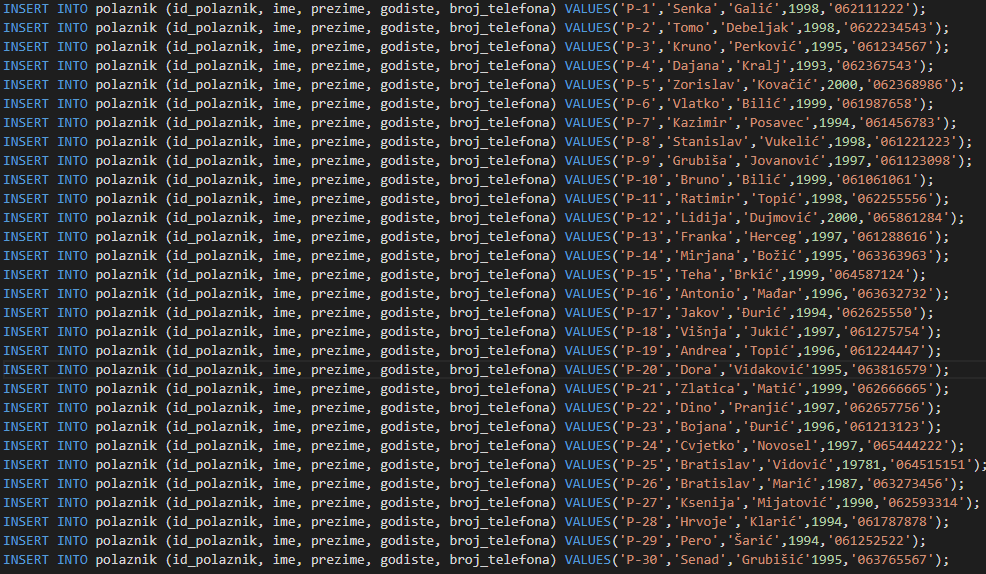 INSERT INTO polaznik (id_polaznik, ime, prezime, godiste, broj_telefona) VALUES('P-1','Senka','Galić',1998,'062111222');
INSERT INTO polaznik (id_polaznik, ime, prezime, godiste, broj_telefona) VALUES('P-2','Tomo','Debeljak',1998,'0622234543');
INSERT INTO polaznik (id_polaznik, ime, prezime, godiste, broj_telefona) VALUES('P-3','Kruno','Perković',1995,'061234567');
INSERT INTO polaznik (id_polaznik, ime, prezime, godiste, broj_telefona) VALUES('P-4','Dajana','Kralj',1993,'062367543');
INSERT INTO polaznik (id_polaznik, ime, prezime, godiste, broj_telefona) VALUES('P-5','Zorislav','Kovačić',2000,'062368986');
INSERT INTO polaznik (id_polaznik, ime, prezime, godiste, broj_telefona) VALUES('P-6','Vlatko','Bilić',1999,'061987658');
INSERT INTO polaznik (id_polaznik, ime, prezime, godiste, broj_telefona) VALUES('P-7','Kazimir','Posavec',1994,'061456783');
INSERT INTO polaznik (id_polaznik, ime, prezime, godiste, broj_telefona) VALUES('P-8','Stanislav','Vukelić',1998,'061221223');
INSERT INTO polaznik (id_polaznik, ime, prezime, godiste, broj_telefona) VALUES('P-9','Grubiša','Jovanović',1997,'061123098');
INSERT INTO polaznik (id_polaznik, ime, prezime, godiste, broj_telefona) VALUES('P-10','Bruno','Bilić',1999,'061061061');
INSERT INTO polaznik (id_polaznik, ime, prezime, godiste, broj_telefona) VALUES('P-11','Ratimir','Topić',1998,'062255556');
INSERT INTO polaznik (id_polaznik, ime, prezime, godiste, broj_telefona) VALUES('P-12','Lidija','Dujmović',2000,'065861284');
INSERT INTO polaznik (id_polaznik, ime, prezime, godiste, broj_telefona) VALUES('P-13','Franka','Herceg',1997,'061288616');
INSERT INTO polaznik (id_polaznik, ime, prezime, godiste, broj_telefona) VALUES('P-14','Mirjana','Božić',1995,'063363963');
INSERT INTO polaznik (id_polaznik, ime, prezime, godiste, broj_telefona) VALUES('P-15','Teha','Brkić',1999,'064587124');
INSERT INTO polaznik (id_polaznik, ime, prezime, godiste, broj_telefona) VALUES('P-16','Antonio','Mađar',1996,'063632732');
INSERT INTO polaznik (id_polaznik, ime, prezime, godiste, broj_telefona) VALUES('P-17','Jakov','Đurić',1994,'062625550');
INSERT INTO polaznik (id_polaznik, ime, prezime, godiste, broj_telefona) VALUES('P-18','Višnja','Jukić',1997,'061275754');
INSERT INTO polaznik (id_polaznik, ime, prezime, godiste, broj_telefona) VALUES('P-19','Andrea','Topić',1996,'061224447');
INSERT INTO polaznik (id_polaznik, ime, prezime, godiste, broj_telefona) VALUES('P-20','Dora','Vidaković'1995,'063816579');
INSERT INTO polaznik (id_polaznik, ime, prezime, godiste, broj_telefona) VALUES('P-21','Zlatica','Matić',1999,'062666665');
INSERT INTO polaznik (id_polaznik, ime, prezime, godiste, broj_telefona) VALUES('P-22','Dino','Pranjić',1997,'062657756');
INSERT INTO polaznik (id_polaznik, ime, prezime, godiste, broj_telefona) VALUES('P-23','Bojana','Đurić',1996,'061213123');
INSERT INTO polaznik (id_polaznik, ime, prezime, godiste, broj_telefona) VALUES('P-24','Cvjetko','Novosel',1997,'065444222');
INSERT INTO polaznik (id_polaznik, ime, prezime, godiste, broj_telefona) VALUES('P-25','Bratislav','Vidović',19781,'064515151');
INSERT INTO polaznik (id_polaznik, ime, prezime, godiste, broj_telefona) VALUES('P-26','Bratislav','Marić',1987,'063273456');
INSERT INTO polaznik (id_polaznik, ime, prezime, godiste, broj_telefona) VALUES('P-27','Ksenija','Mijatović',1990,'062593314');
INSERT INTO polaznik (id_polaznik, ime, prezime, godiste, broj_telefona) VALUES('P-28','Hrvoje','Klarić',1994,'061787878');
INSERT INTO polaznik (id_polaznik, ime, prezime, godiste, broj_telefona) VALUES('P-29','Pero','Šarić',1994,'061252522');
INSERT INTO polaznik (id_polaznik, ime, prezime, godiste, broj_telefona) VALUES('P-30','Senad','Grubišić'1995,'063765567');